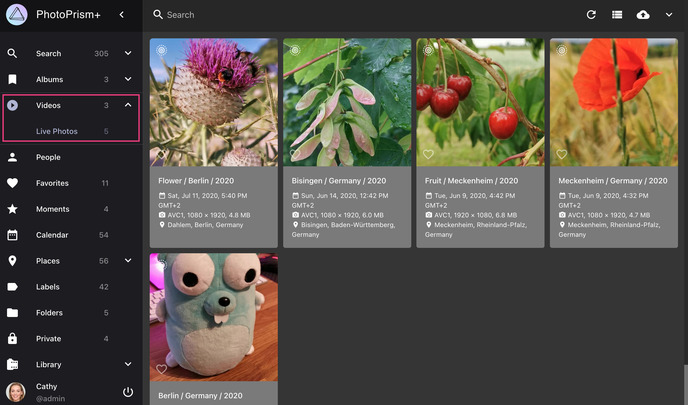 PhotoPrism+
Search
Search 305
Albums 3
Videos 3
Live Photos 5
People
Favorites 11
Moments 4
Calendar 54
Places 56
Labels 42
Folders 5
Private 4
Library
Cathy
@admin
Flower / Berlin / 2020
Sat, Jul 11, 2020, 5:40 PM
GMT+2
AVC1, 1080 × 1920, 4.8 MB
Dahlem, Berlin, Germany
Bisingen / Germany / 2020
Sun, Jun 14, 2020, 12:42 PM
GMT+2
AVC1, 1080 × 1920, 6.0 MB
Bisingen, Baden-Württemberg,
Germany
Fruit / Meckenheim / 2020
Tue, Jun 9, 2020, 4:42 PM
GMT+2
AVC1, 1920 × 1080, 6.8 MB
Meckenheim, Rheinland-Pfalz,
Germany
Meckenheim / Germany / 2020
Tue, Jun 9, 2020, 4:32 PM
GMT+2
AVC1, 1080 × 1920, 4.7 MB
Meckenheim, Rheinland-Pfalz,
Germany
Berlin / Germany / 2020